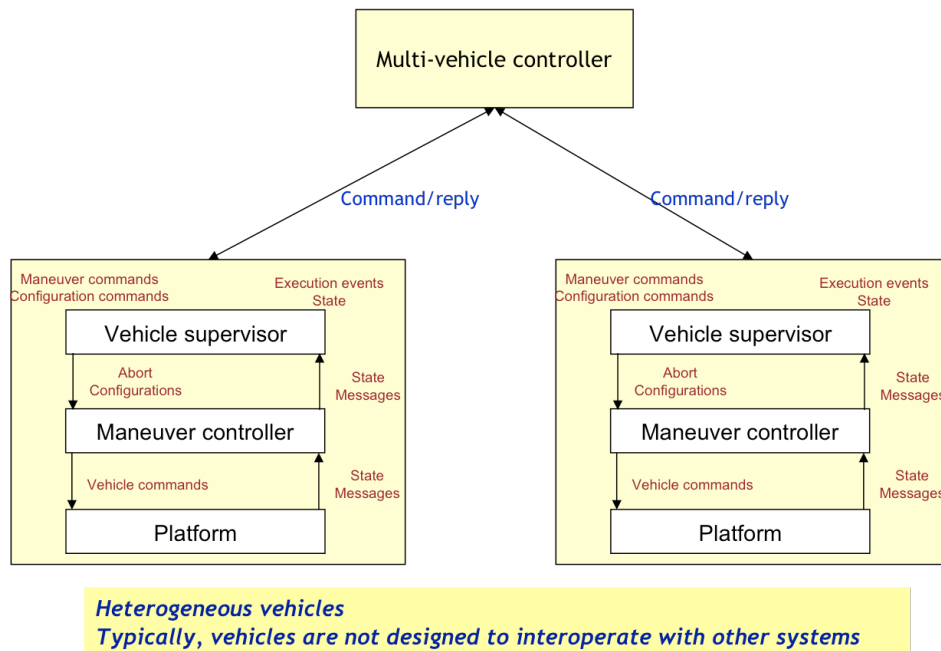 Multi-vehicle controller
Command/reply
Command/reply
Maneuver commands
Configuration commands
Execution events
State
Vehicle supervisor
Abort
Configurations
State
Messages
Maneuver controller
Vehicle commands
State
Messages
Platform
Maneuver commands
Configuration commands
Execution events
State
Vehicle supervisor
Abort
Configurations
State
Messages
Maneuver controller
Vehicle commands
State
Messages
Platform
Heterogeneous vehicles
Typically, vehicles are not designed to interoperate with other systems